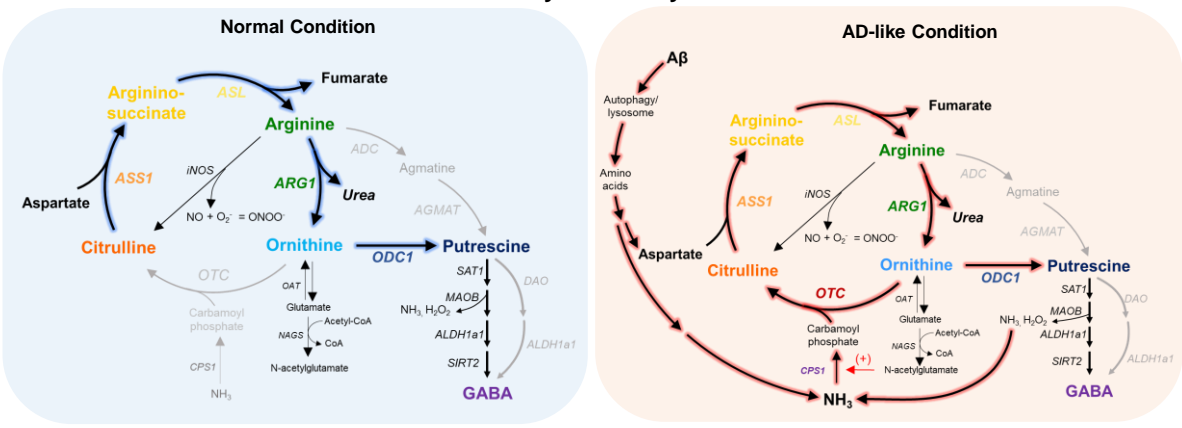 Normal Condition
Fumarate
Arginino-
succinate
ASL
Arginine
ADC
Agmatine
iNOS
ARG1
ASS1
Urea
Aspartate
NO + O₂⁻ = ONOO⁻
AGMAT
Citrulline
Ornithine
ODC1
Putrescine
OTC
SAT1
OAT
DAO
Glutamate
MAOB
NH₃, H₂O₂
Carbamoyl
phosphate
Acetyl-CoA
NAGS
CoA
ALDH1a1
ALDH1a1
CPS1
N-acetylglutamate
SIRT2
NH₃
GABA
AD-like Condition
Aβ
Autophagy/
lysosome
Amino
acids
Fumarate
Arginino-
succinate
ASL
Arginine
ADC
Agmatine
iNOS
ARG1
ASS1
Urea
NO + O₂⁻ = ONOO⁻
AGMAT
Aspartate
Citrulline
Ornithine
ODC1
Putrescine
OTC
SAT1
OAT
DAO
Glutamate
MAOB
NH₃, H₂O₂
Carbamoyl
phosphate
Acetyl-CoA
NAGS
CoA
ALDH1a1
ALDH1a1
CPS1
(+)
N-acetylglutamate
SIRT2
NH₃
GABA